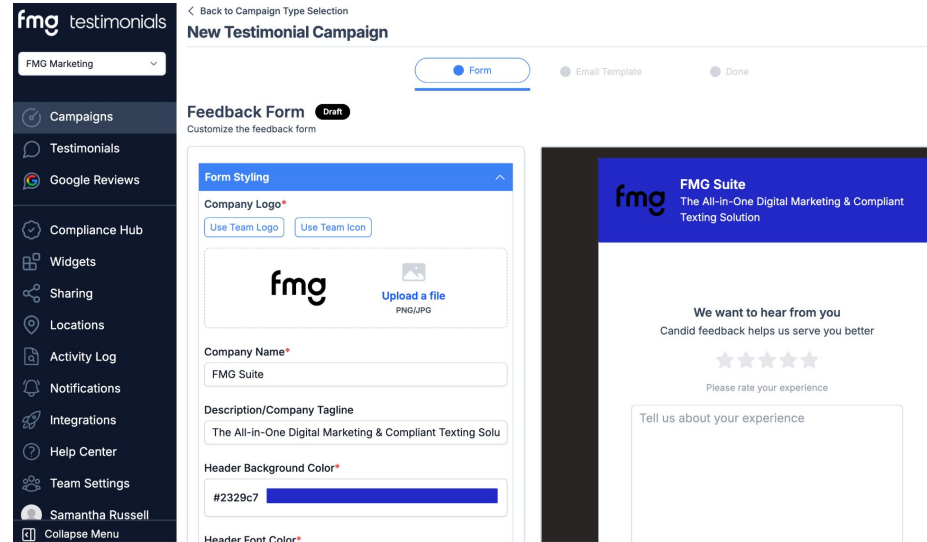 fmg testimonials
FMG Marketing
Campaigns
Testimonials
Google Reviews
Compliance Hub
Widgets
Sharing
Locations
Activity Log
Notifications
Integrations
Help Center
Team Settings
Samantha Russell
Collapse Menu
Back to Campaign Type Selection
New Testimonial Campaign
Form
Email Template
Done
Feedback Form Draft
Customize the feedback form
Form Styling
Company Logo*
Use Team Logo Use Team Icon
fmg
Upload a file
PNG/JPG
Company Name*
FMG Suite
Description/Company Tagline
The All-in-One Digital Marketing & Compliant Texting Solu
Header Background Color*
#2329c7
Header Font Color*
fmg
FMG Suite
The All-in-One Digital Marketing & Compliant
Texting Solution
We want to hear from you
Candid feedback helps us serve you better
Please rate your experience
Tell us about your experience